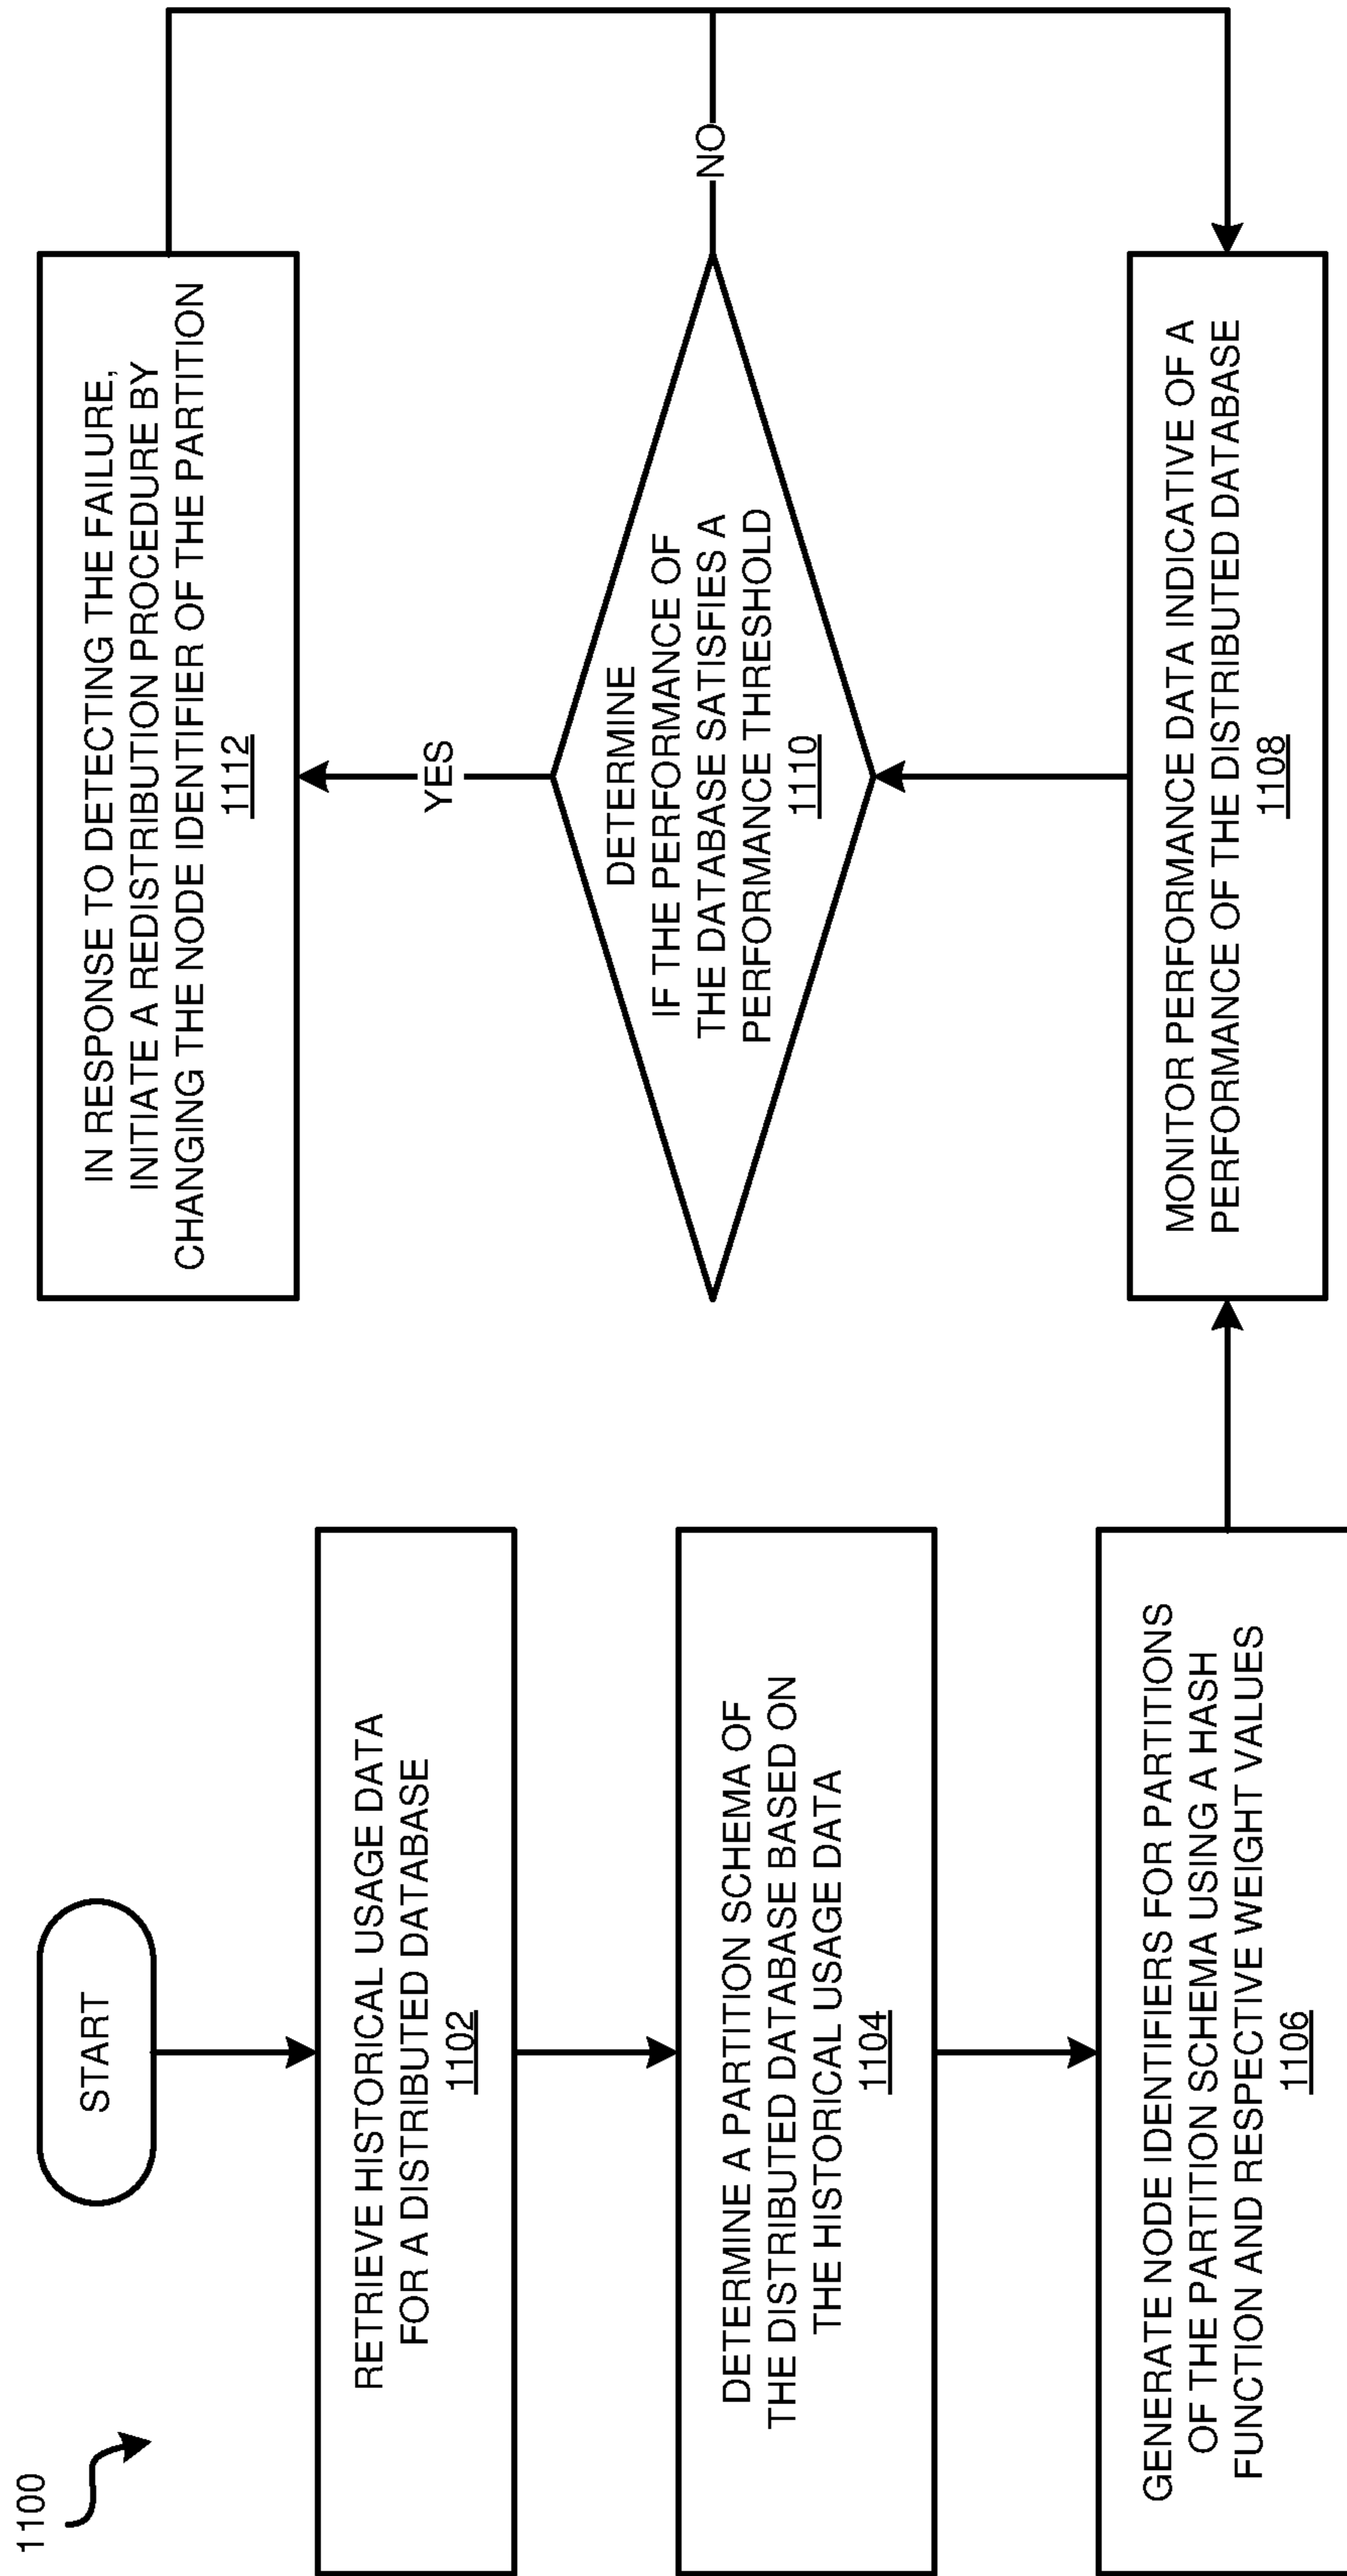 1100
START
RETRIEVE HISTORICAL USAGE DATA
FOR A DISTRIBUTED DATABASE
1102
DETERMINE A PARTITION SCHEMA OF
THE DISTRIBUTED DATABASE BASED ON
THE HISTORICAL USAGE DATA
1104
GENERATE NODE IDENTIFIERS FOR PARTITIONS
OF THE PARTITION SCHEMA USING A HASH
FUNCTION AND RESPECTIVE WEIGHT VALUES
1106
MONITOR PERFORMANCE DATA INDICATIVE OF A
PERFORMANCE OF THE DISTRIBUTED DATABASE
1108
DETERMINE
IF THE PERFORMANCE OF
THE DATABASE SATISFIES A
PERFORMANCE THRESHOLD
1110
NO
YES
IN RESPONSE TO DETECTING THE FAILURE,
INITIATE A REDISTRIBUTION PROCEDURE BY
CHANGING THE NODE IDENTIFIER OF THE PARTITION
1112